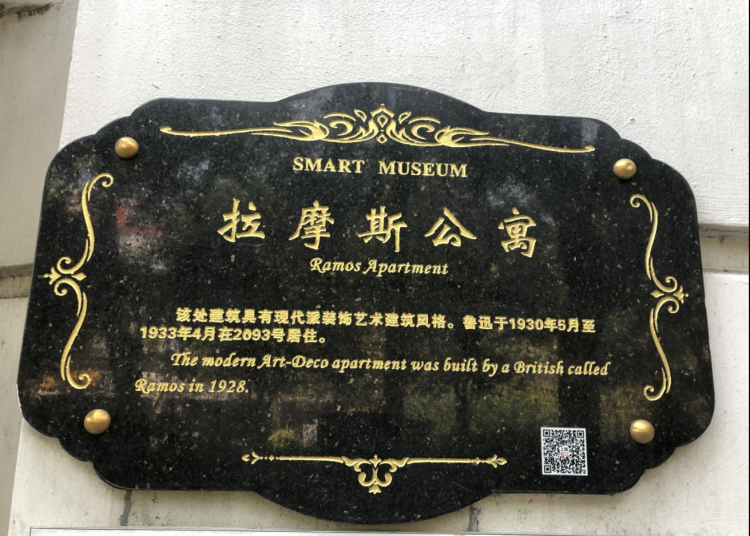 SMART MUSEUM
拉摩斯公寓
Ramos Apartment
该处建筑具有现代派装饰艺术建筑风格。鲁迅于1930年5月至
1933年4月在2093号居住。
The modern Art-Deco apartment was built by a British called
Ramos in 1928.